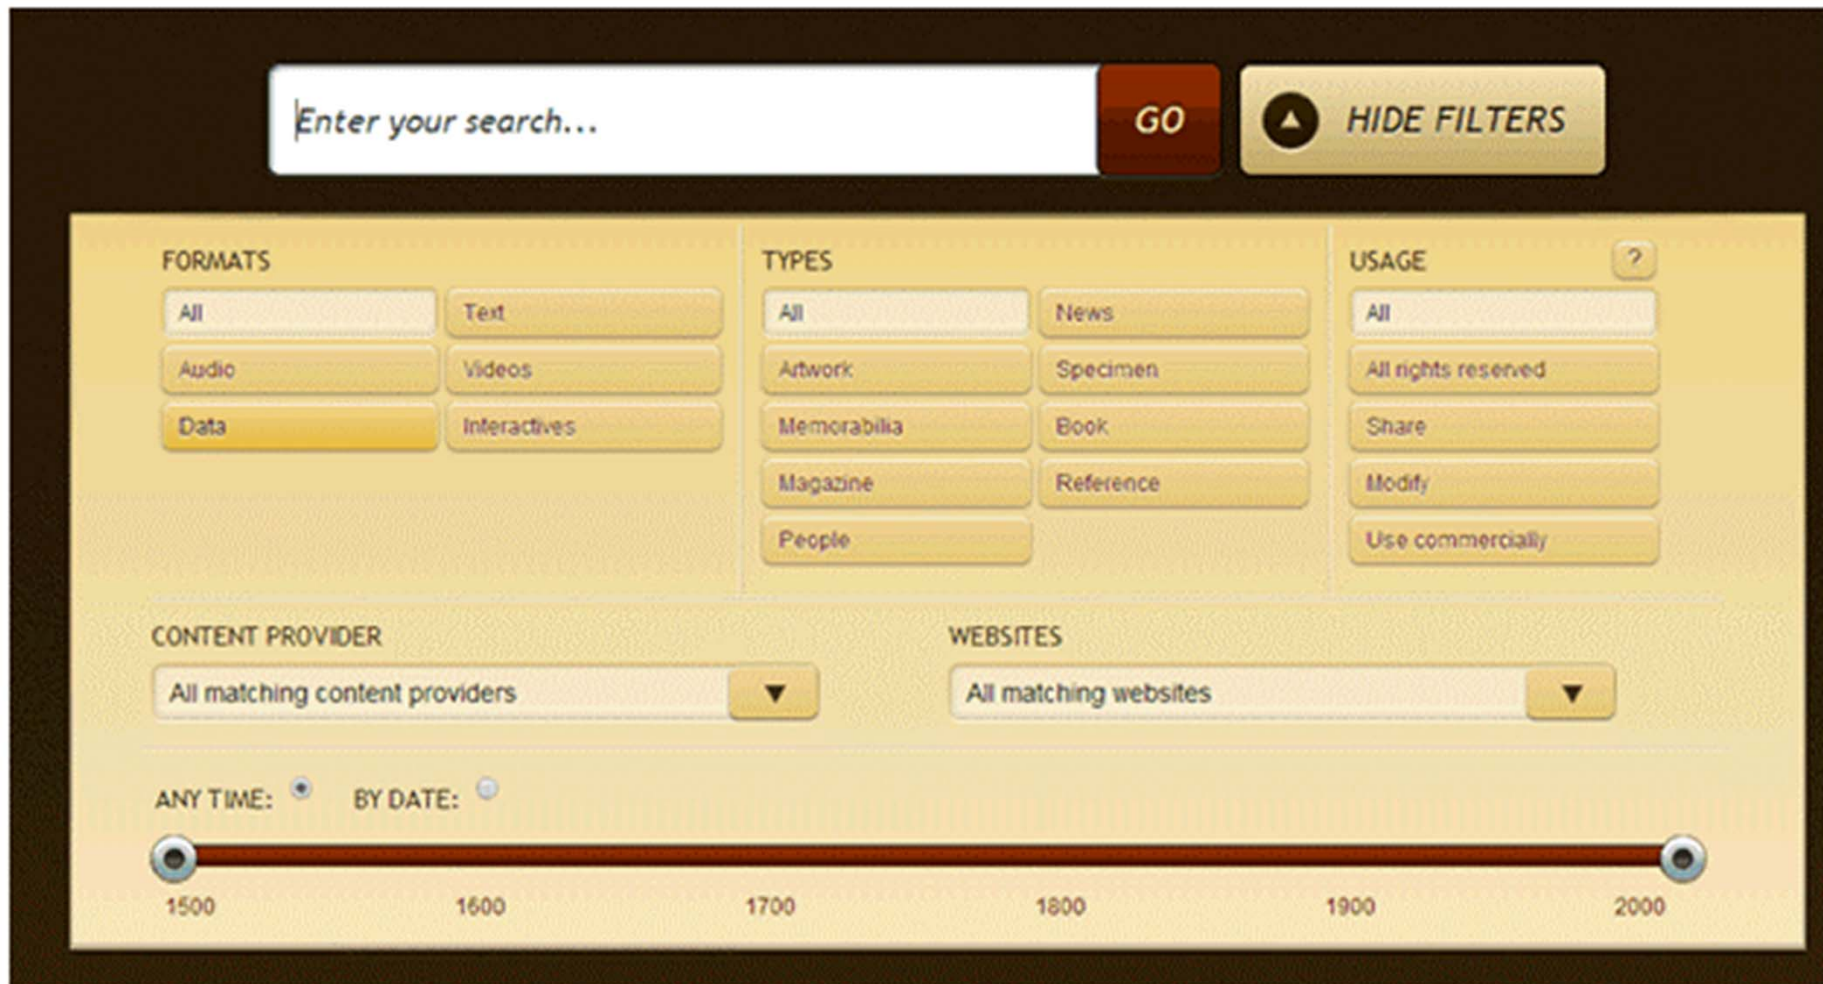 Enter your search...
GO
HIDE FILTERS
FORMATS
All
Text
Audio
Videos
Data
Interactives
TYPES
All
News
Artwork
Specimen
Memorabilia
Book
Magazine
Reference
People
USAGE
?
All
All rights reserved
Share
Modify
Use commercially
CONTENT PROVIDER
All matching content providers
WEBSITES
All matching websites
ANY TIME: BY DATE:
1500 1600 1700 1800 1900 2000